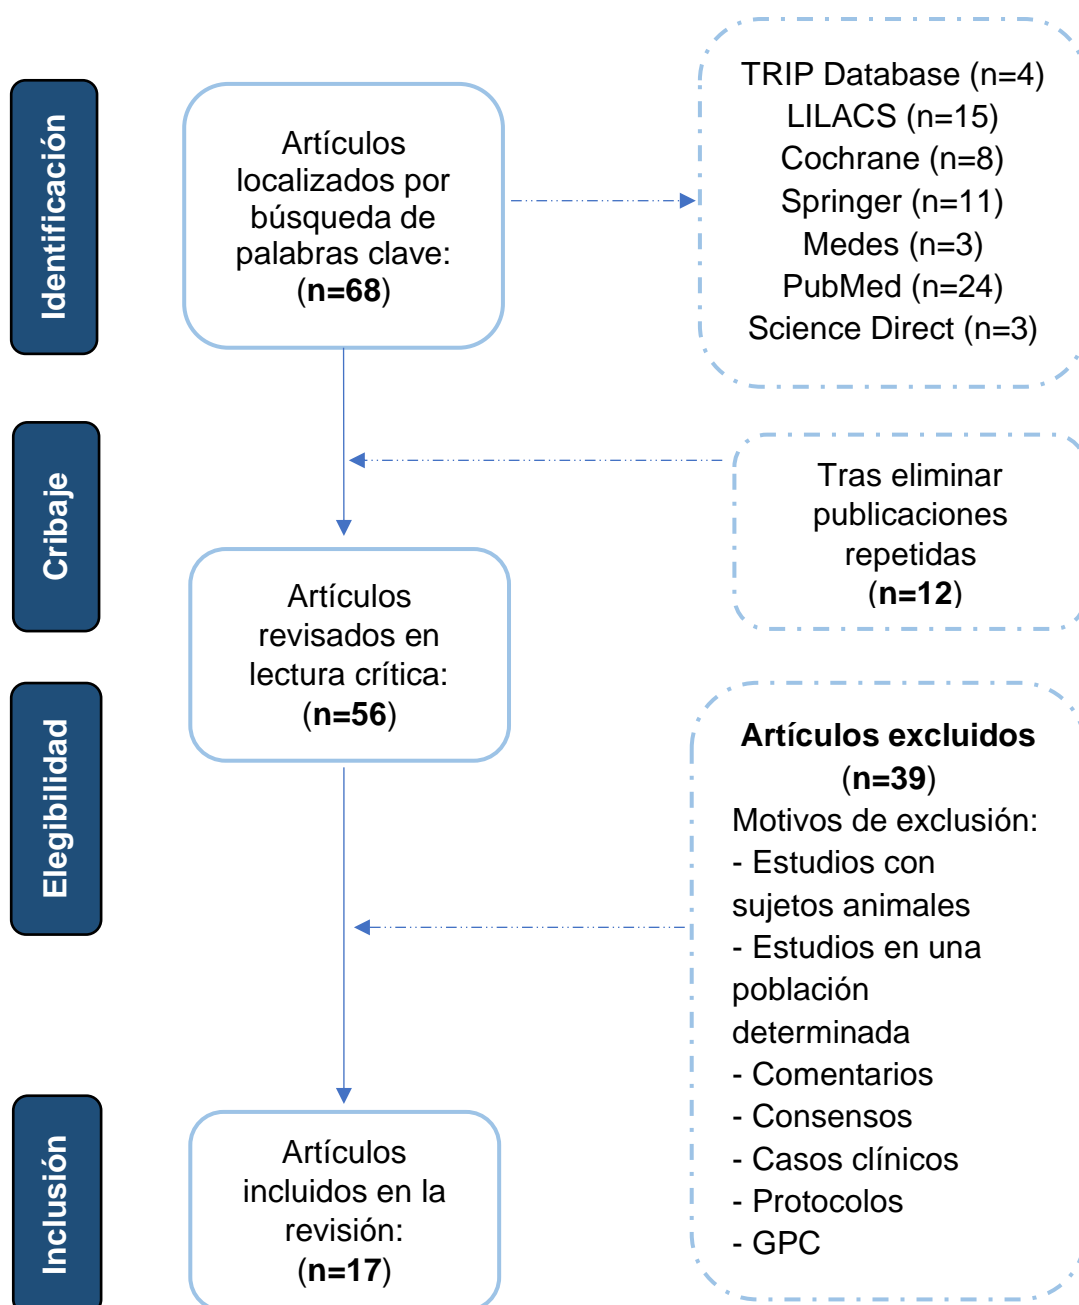 Identificación
Artículos
localizados por
búsqueda de
palabras clave:
(n=68)
TRIP Database (n=4)
LILACS (n=15)
Cochrane (n=8)
Springer (n=11)
Medes (n=3)
PubMed (n=24)
Science Direct (n=3)
Cribaje
Tras eliminar
publicaciones
repetidas
(n=12)
Artículos
revisados en
lectura crítica:
(n=56)
Elegibilidad
Artículos excluidos
(n=39)
Motivos de exclusión:
- Estudios con
sujetos animales
- Estudios en una
población
determinada
- Comentarios
- Consensos
- Casos clínicos
- Protocolos
- GPC
Inclusión
Artículos
incluidos en la
revisión:
(n=17)